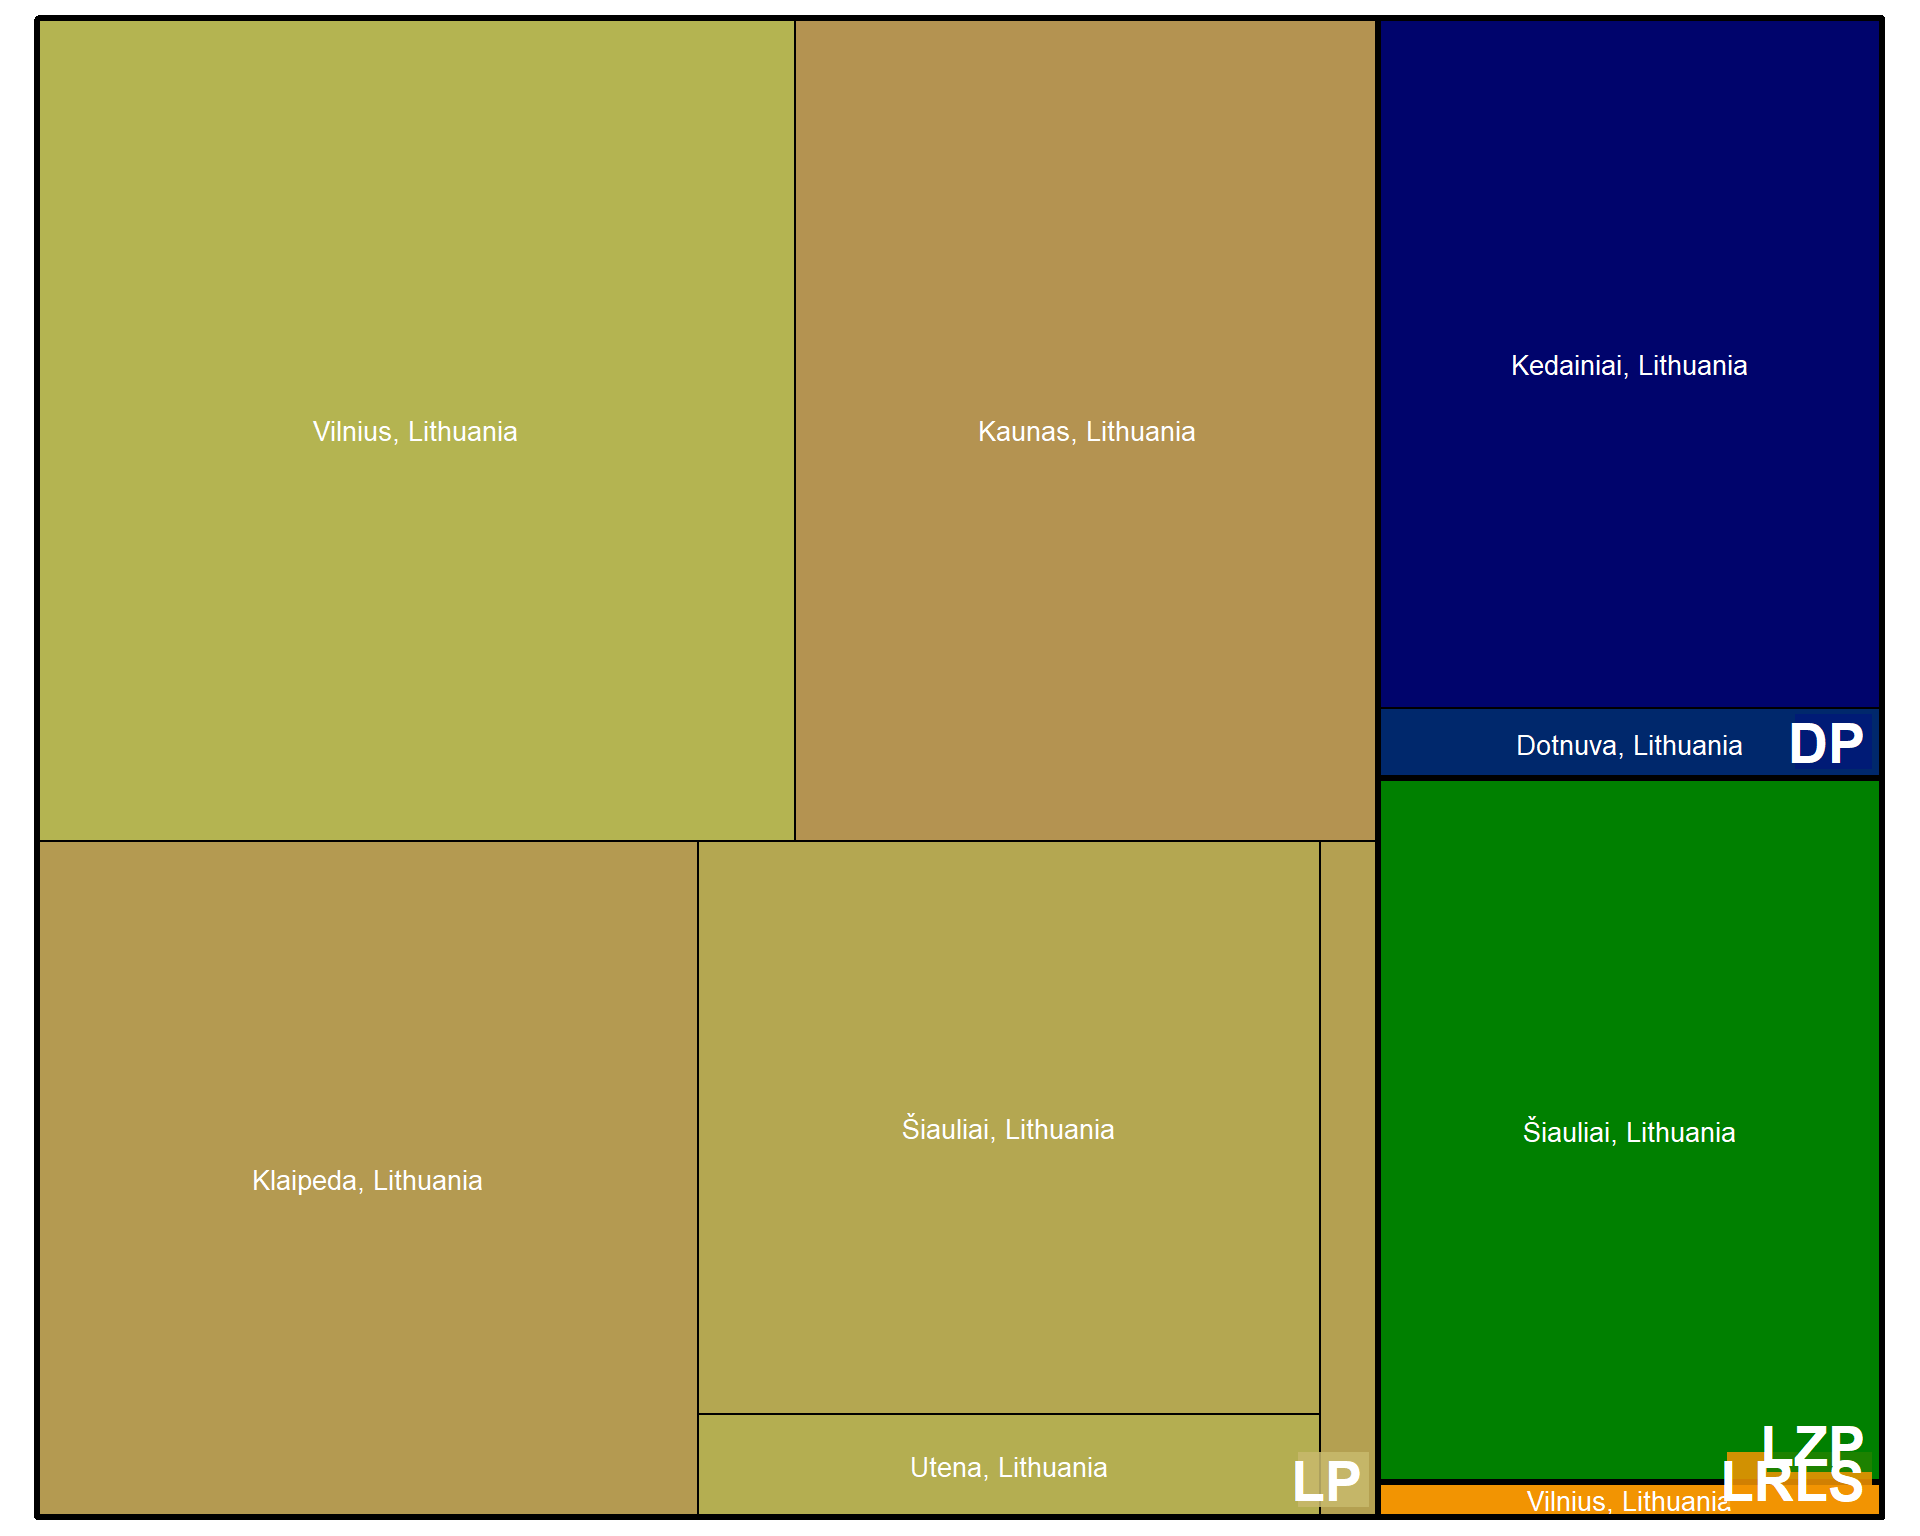 Vilnius, Lithuania
Kaunas, Lithuania
Kedainiai, Lithuania
Dotnuva, Lithuania
DP
Klaipeda, Lithuania
Šiauliai, Lithuania
Utena, Lithuania
LP
Šiauliai, Lithuania
LZP
LRLS
Vilnius, Lithuania